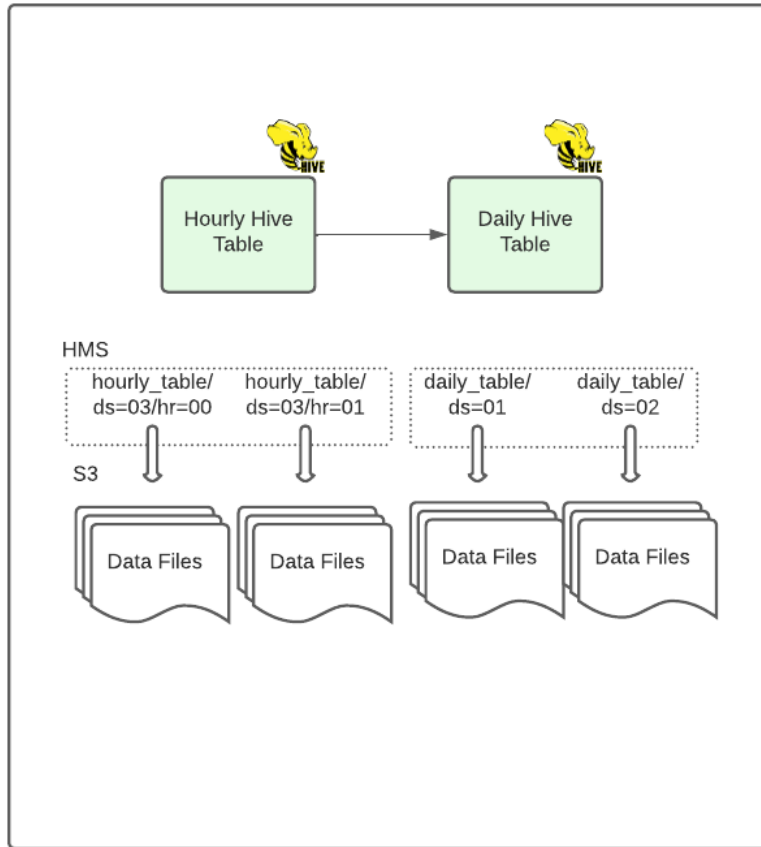 HIVE
HIVE
Hourly Hive
Table
Daily Hive
Table
HMS
hourly_table/
ds=03/hr=00
hourly_table/
ds=03/hr=01
daily_table/
ds=01
daily_table/
ds=02
S3
Data Files
Data Files
Data Files
Data Files